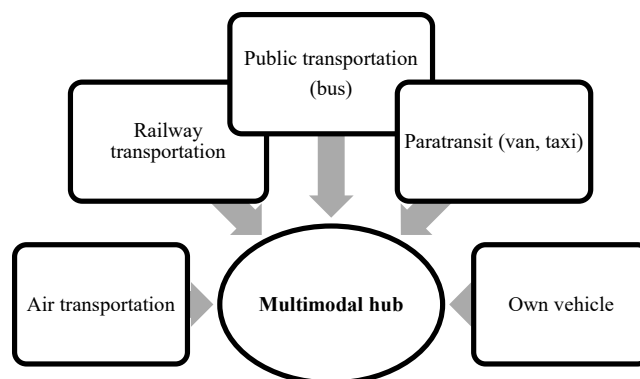 Public transportation
(bus)
Railway
transportation
Paratransit (van, taxi)
Air transportation
Multimodal hub
Own vehicle